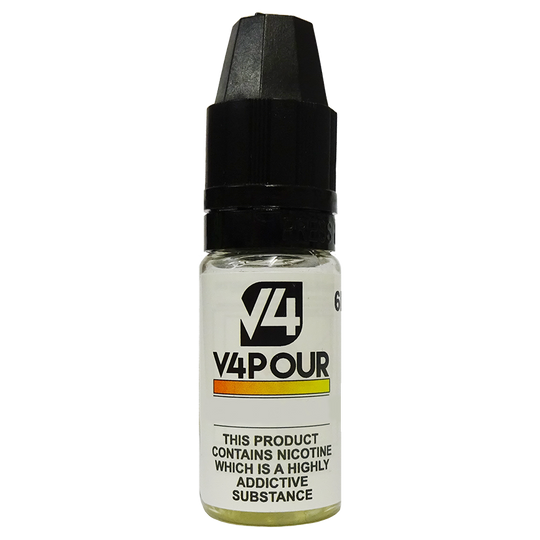 V4
V4POUR
THIS PRODUCT
CONTAINS NICOTINE
WHICH IS A HIGHLY
ADDICTIVE
SUBSTANCE